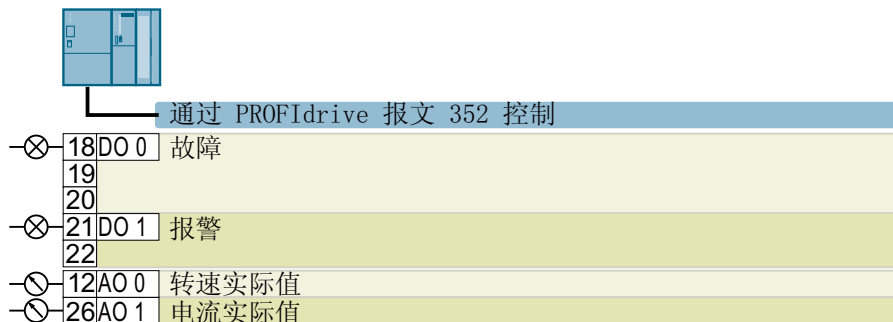 通过 PROFIdrive 报文 352 控制
18 DO 0 故障
19
20
21 DO 1 报警
22
12 AO 0 转速实际值
26 AO 1 电流实际值